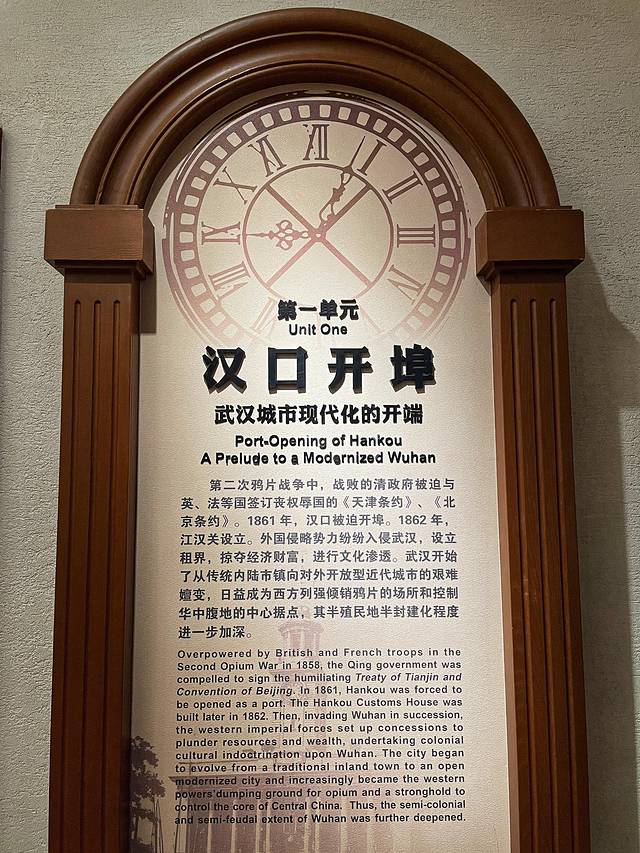 第一单元
Unit One
汉口开埠
武汉城市现代化的开端
Port-Opening of Hankou
A Prelude to a Modernized Wuhan
第二次鸦片战争中，战败的清政府被迫与
英、法等国签订丧权辱国的《天津条约》、《北
京条约》。1861 年，汉口被迫开埠。1862 年，
江汉关设立。外国侵略势力纷纷入侵武汉，设立
租界，掠夺经济财富，进行文化渗透。武汉开始
了从传统内陆市镇向对外开放型近代城市的艰难
嬗变，日益成为西方列强倾销鸦片的场所和控制
华中腹地的中心据点，其半殖民地半封建化程度
进一步加深。
Overpowered by British and French troops in the
Second Opium War in 1858, the Qing government was
compelled to sign the humiliating Treaty of Tianjin and
Convention of Beijing. In 1861, Hankou was forced to
be opened as a port. The Hankou Customs House was
built later in 1862. Then, invading Wuhan in succession,
the western imperial forces set up concessions to
plunder resources and wealth, undertaking colonial
cultural indoctrination upon Wuhan. The city began
to evolve from a traditional inland town to an open
modernized city and increasingly became the western
powers'dumping ground for opium and a stronghold to
control the core of Central China. Thus, the semi-colonial
and semi-feudal extent of Wuhan was further deepened.